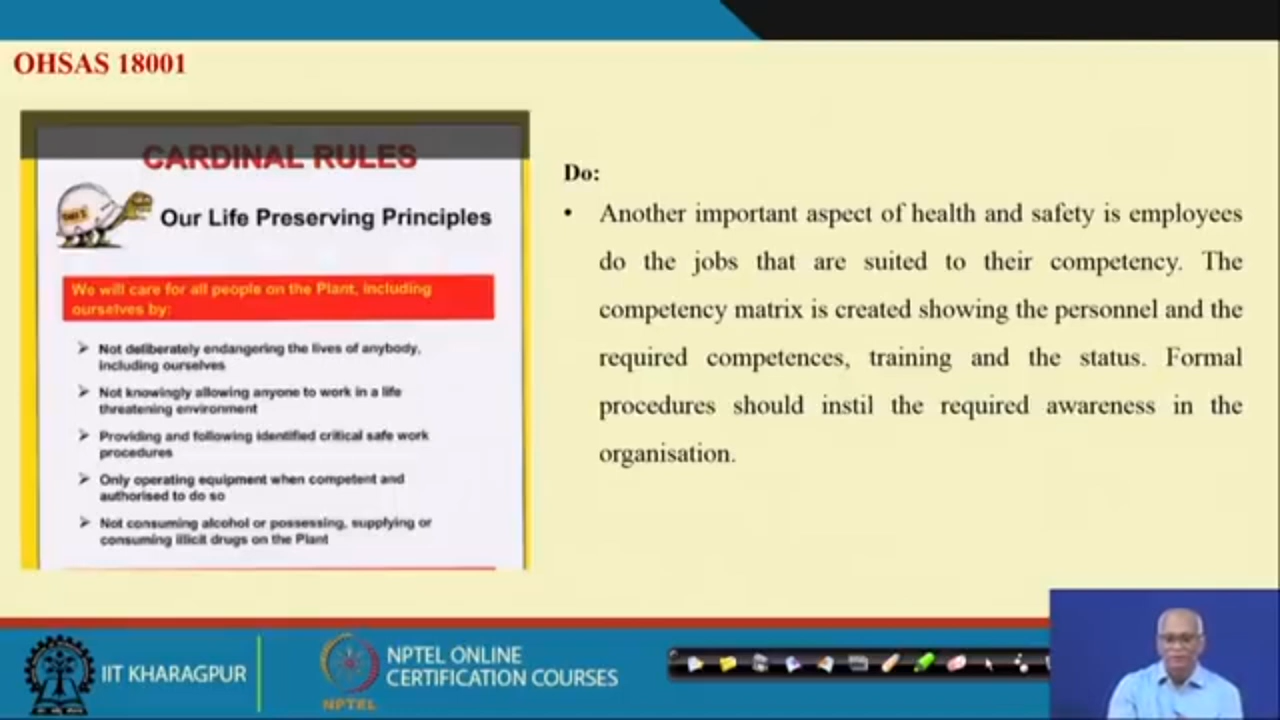 OHSAS 18001
CARDINAL RULES
Our Life Preserving Principles
We will care for all people on the Plant, including
ourselves by:
➢ Not deliberately endangering the lives of anybody,
including ourselves
➢ Not knowingly allowing anyone to work in a life
threatening environment
➢ Providing and following identified critical safe work
procedures
➢ Only operating equipment when competent and
authorised to do so
➢ Not consuming alcohol or possessing, supplying or
consuming illicit drugs on the Plant
Do:
• Another important aspect of health and safety is employees
do the jobs that are suited to their competency. The
competency matrix is created showing the personnel and the
required competences, training and the status. Formal
procedures should instil the required awareness in the
organisation.
IIT KHARAGPUR
NPTEL
NPTEL ONLINE
CERTIFICATION COURSES